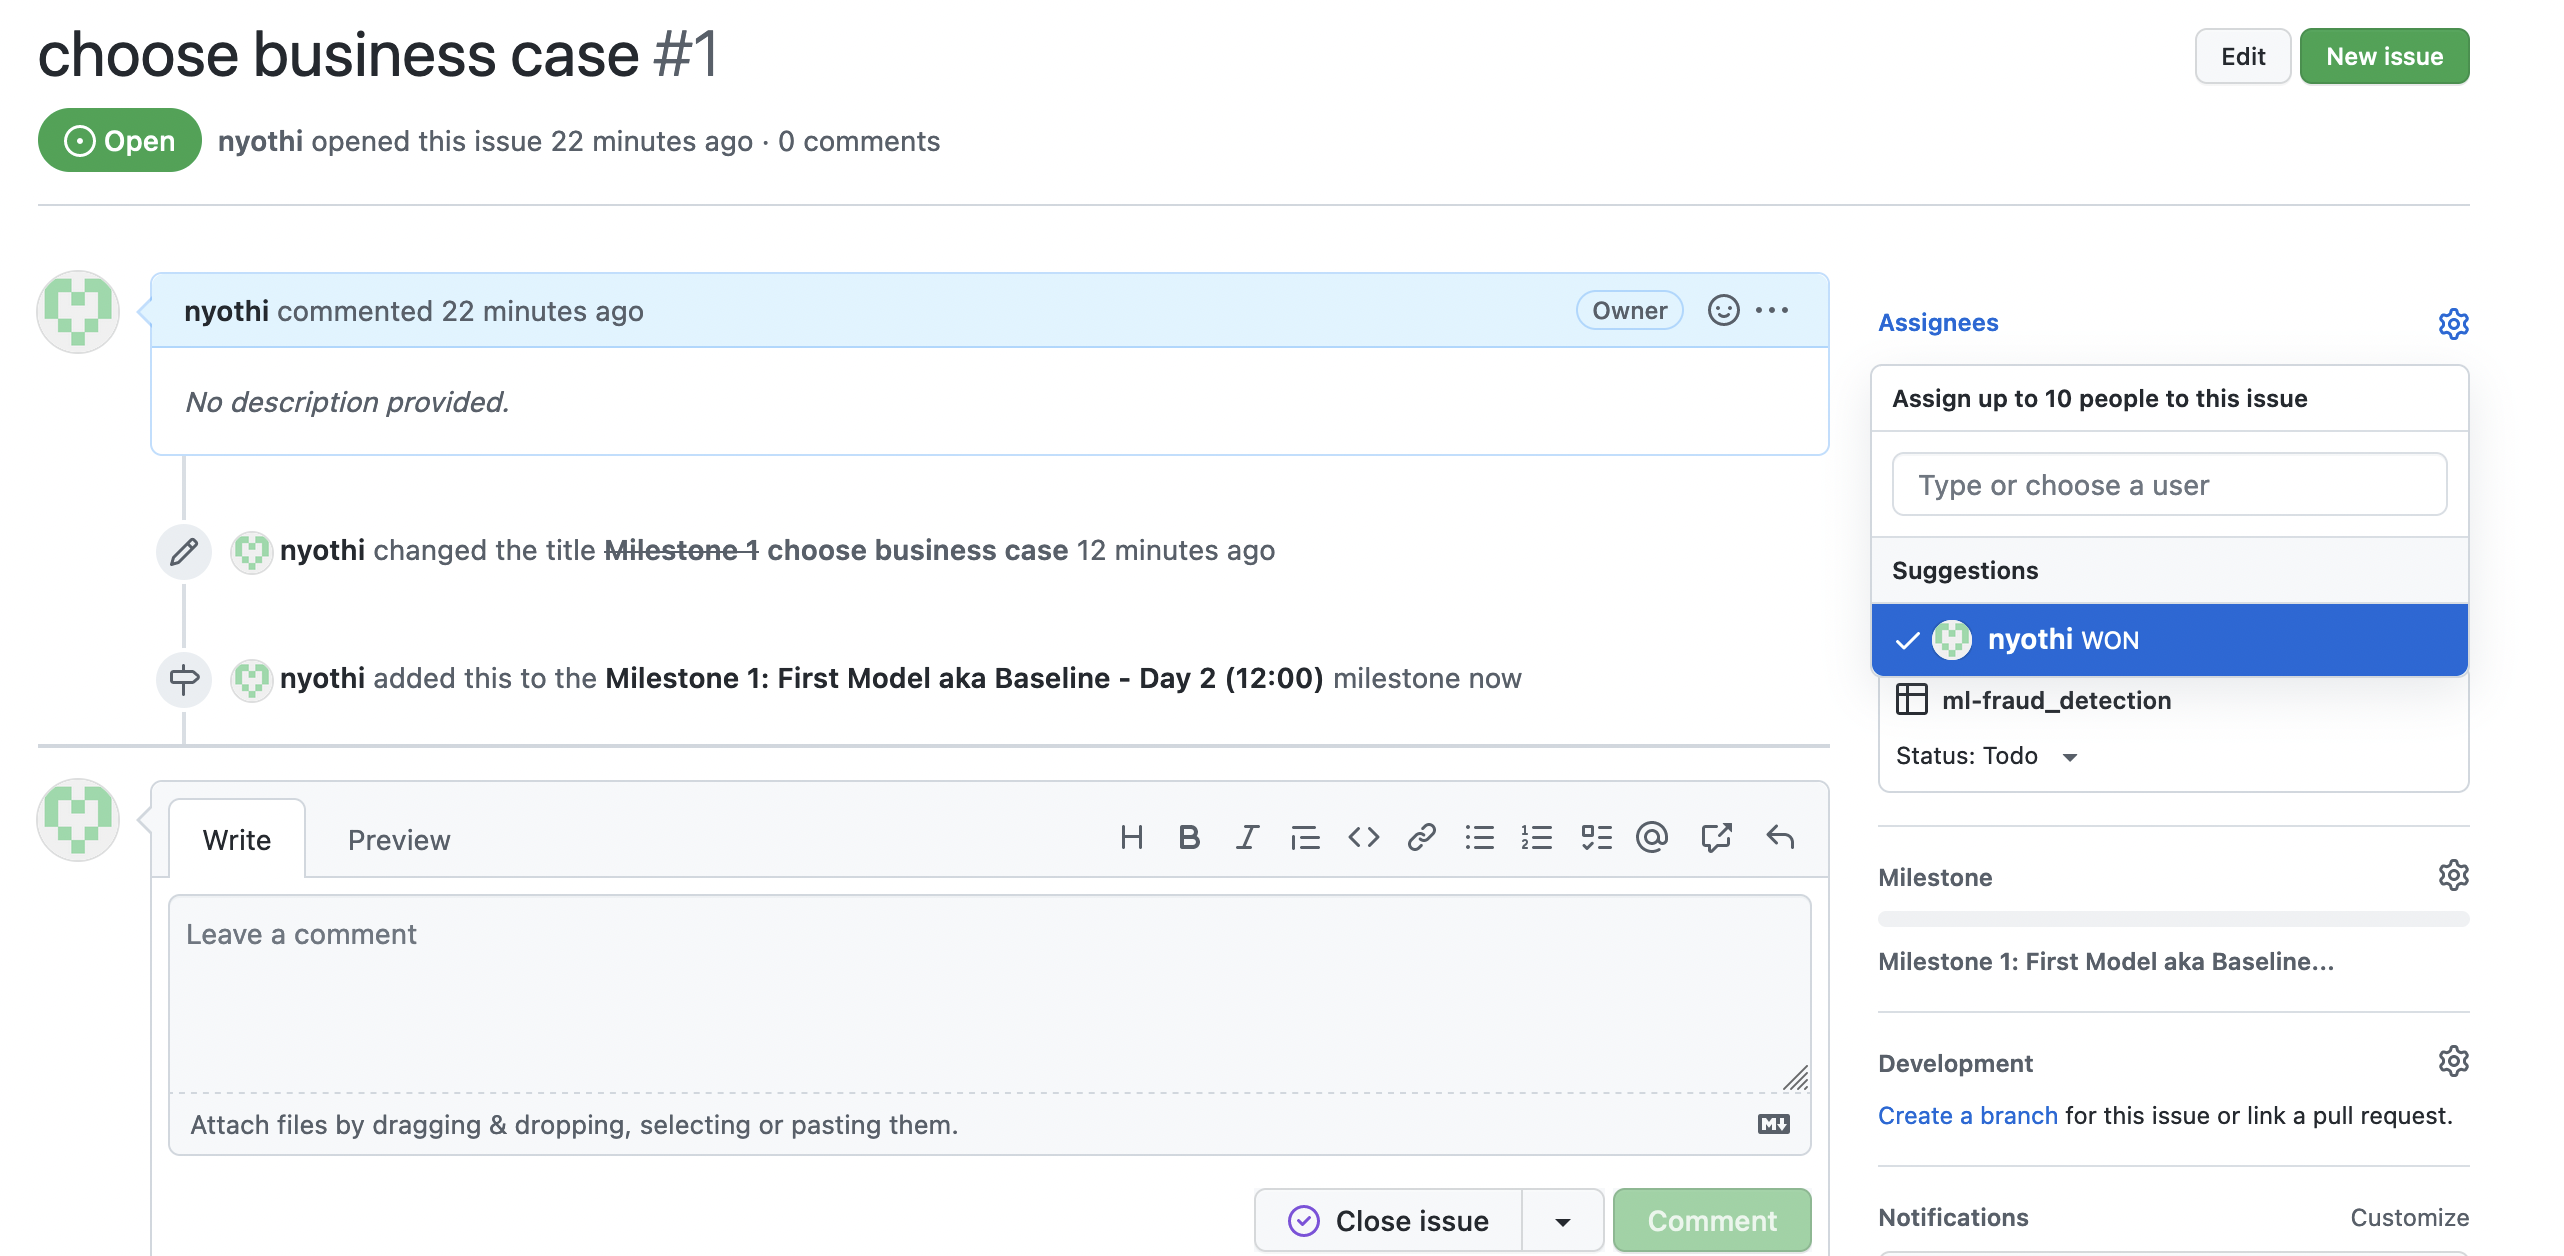 choose business case #1
Edit
New issue
Open
nyothi opened this issue 22 minutes ago · 0 comments
nyothi commented 22 minutes ago
Owner
No description provided.
nyothi changed the title Milestone 1 choose business case 12 minutes ago
nyothi added this to the Milestone 1: First Model aka Baseline - Day 2 (12:00) milestone now
Write
Preview
Leave a comment
Attach files by dragging & dropping, selecting or pasting them.
Close issue
Comment
Assignees
Assign up to 10 people to this issue
Type or choose a user
Suggestions
nyothi WON
ml-fraud_detection
Status: Todo
Milestone
Milestone 1: First Model aka Baseline...
Development
Create a branch for this issue or link a pull request.
Notifications
Customize